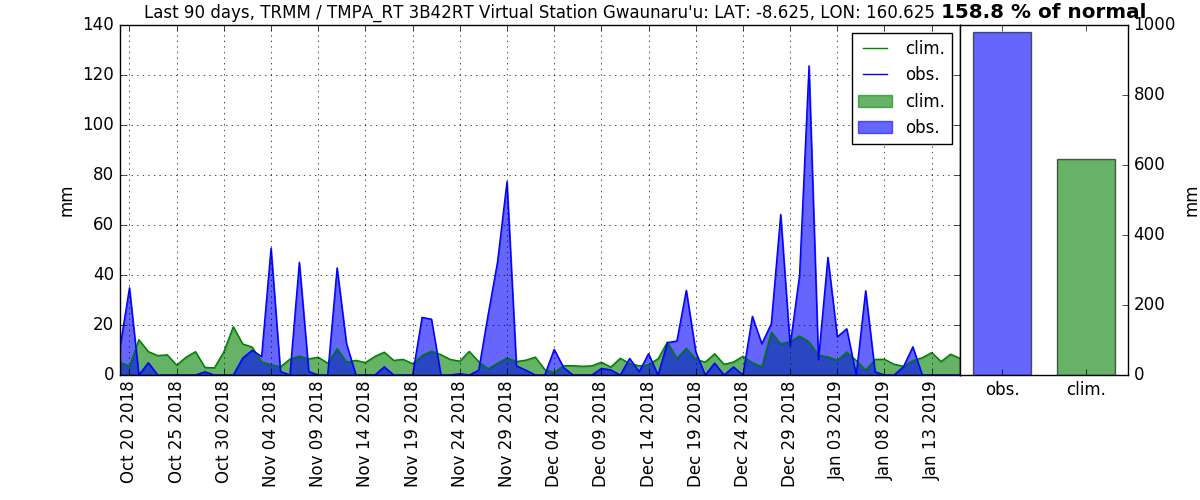 Last 90 days, TRMM / TMPA_RT 3B42RT Virtual Station Gwaunaru'u: LAT: -8.625, LON: 160.625 158.8 % of normal
140
120
100
80
60
40
20
0
mm
clim.
obs.
clim.
obs.
Oct 20 2018
Oct 25 2018
Oct 30 2018
Nov 04 2018
Nov 09 2018
Nov 14 2018
Nov 19 2018
Nov 24 2018
Nov 29 2018
Dec 04 2018
Dec 09 2018
Dec 14 2018
Dec 19 2018
Dec 24 2018
Dec 29 2018
Jan 03 2019
Jan 08 2019
Jan 13 2019
1000
800
600
400
200
0
mm
obs.
clim.